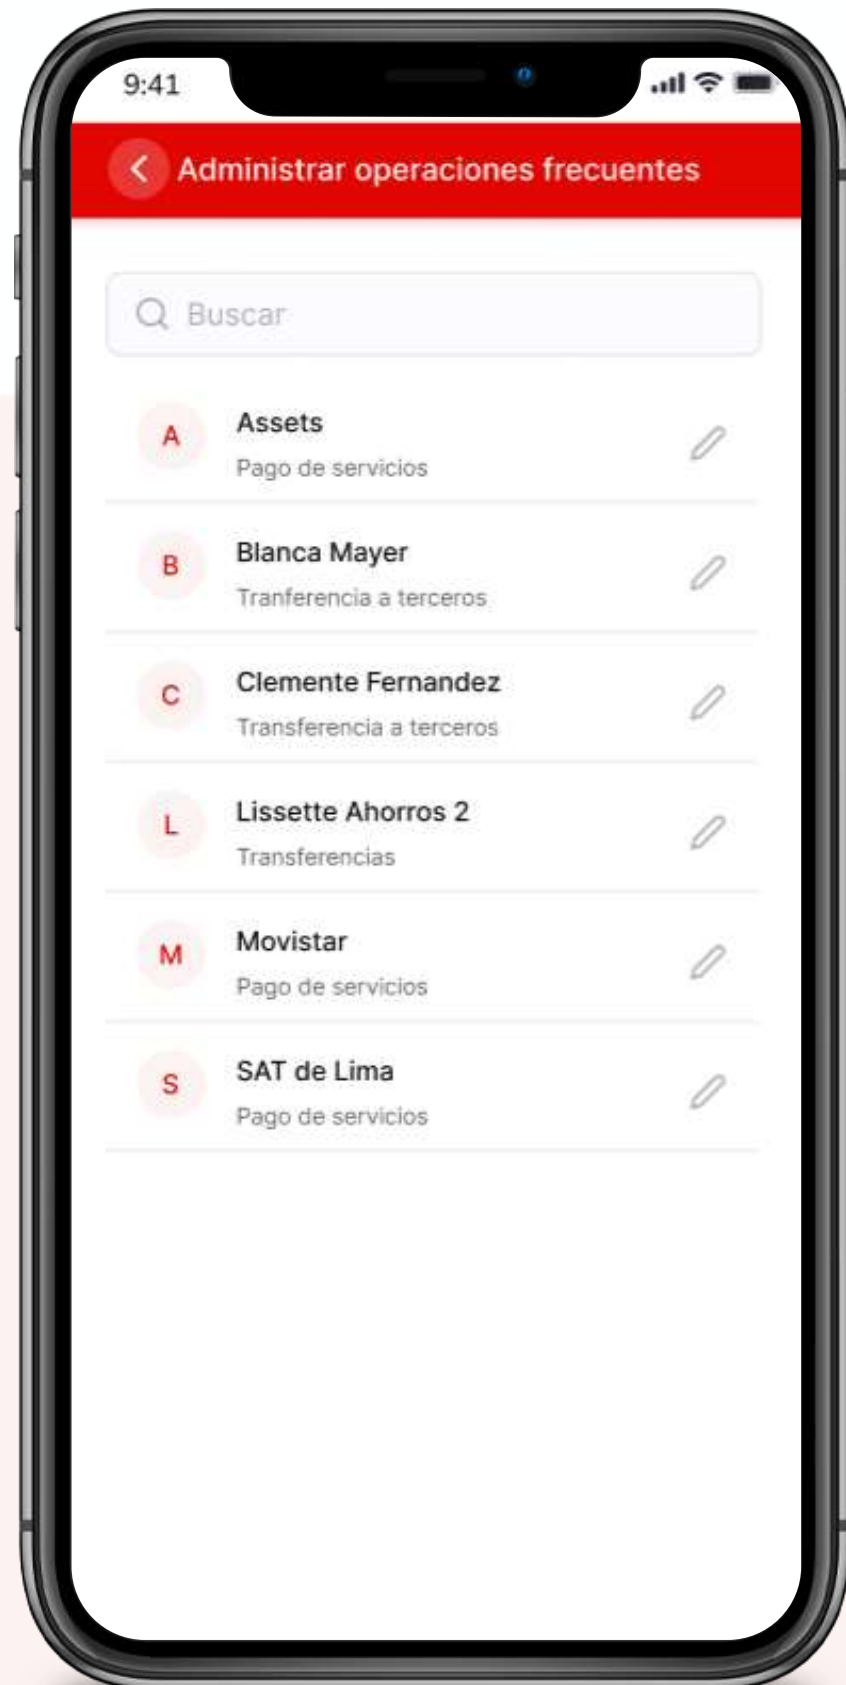 9:41
Administrar operaciones frecuentes
Buscar
A
Assets
Pago de servicios
B
Blanca Mayer
Tranferencia a terceros
C
Clemente Fernandez
Transferencia a terceros
L
Lissette Ahorros 2
Transferencias
M
Movistar
Pago de servicios
S
SAT de Lima
Pago de servicios